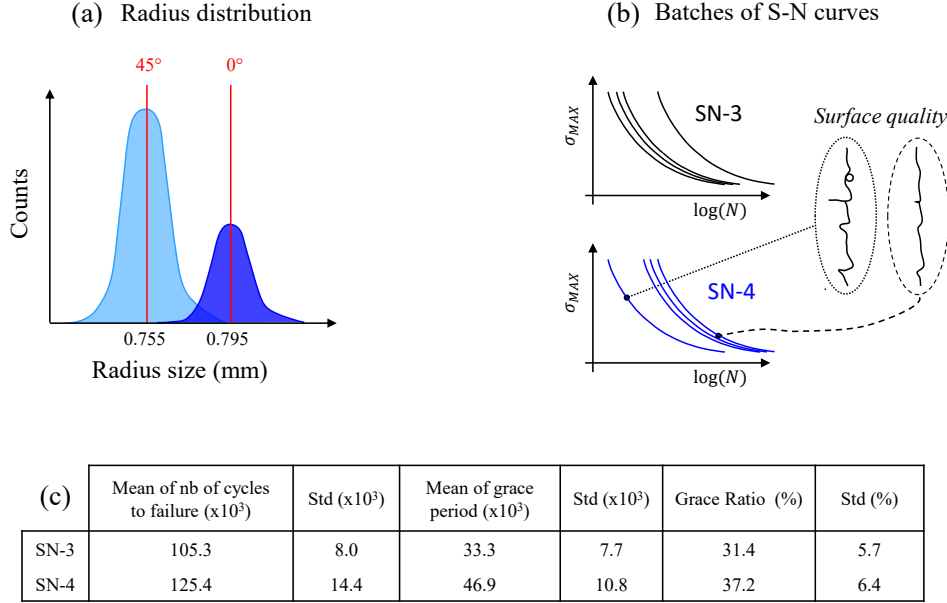 (a) Radius distribution
45°
0°
Counts
0.755
0.795
Radius size (mm)
(b) Batches of S-N curves
σMAX
SN-3
log(N)
Surface quality
σMAX
SN-4
log(N)
(c)
Mean of nb of cycles to failure (x10³) Std (x10³) Mean of grace period (x10³) Std (x10³) Grace Ratio (%) Std (%)
SN-3 105.3 8.0 33.3 7.7 31.4 5.7
SN-4 125.4 14.4 46.9 10.8 37.2 6.4